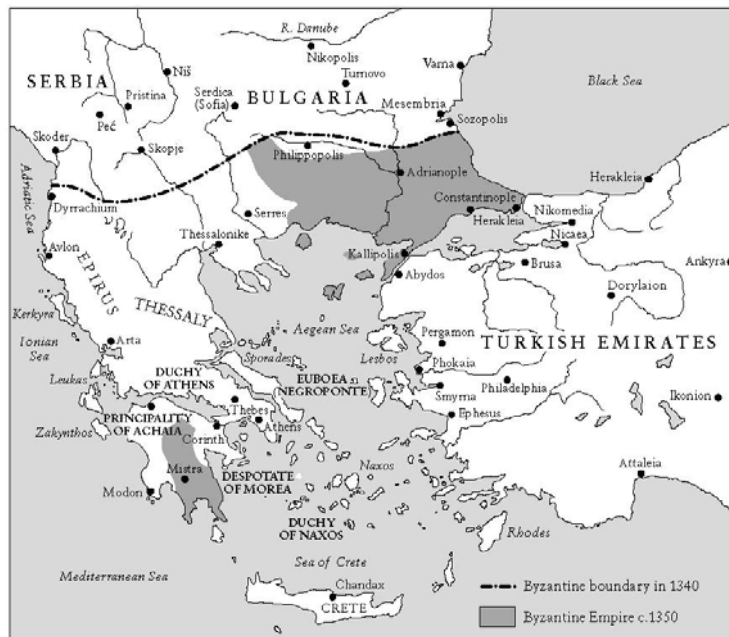 R. Danube
Nikopolis
Varna
Niš
Turnovo
SERBIA
Black Sea
Pristina
Serdica
(Sofia)
BULGARIA
Mesembria
Peć
Sozopolis
Skoder
Skopje
Philippopolis
Adrianople
Herakleia
Adriatic Sea
Constantinople
Dyrrachium
Serres
Herakleia
Nikomedia
Thessalonike
Nicaea
Avlon
Kallipolis
Brusa
Ankyra
EPIRUS
Abydos
Dorylaion
THESSALY
Kerkyra
Aegean Sea
Pergamon
Ionian
Sea
Arta
TURKISH EMIRATES
Sporades
Lesbos
DUCHY
OF ATHENS
EUBOEA
NEGROPONTE
Phokaia
Leukas
Philadelphia
Smyrna
Ikonion
PRINCIPALITY
OF ACHAIA
Thebes
Ephesus
Zakynthos
Corinth
Athens
Mistra
Naxos
Attaleia
DESPOTATE
OF MOREA
Modon
DUCHY
OF NAXOS
Rhodes
Sea of Crete
Mediterranean Sea
Chandax
CRETE
Byzantine boundary in 1340
Byzantine Empire c.1350